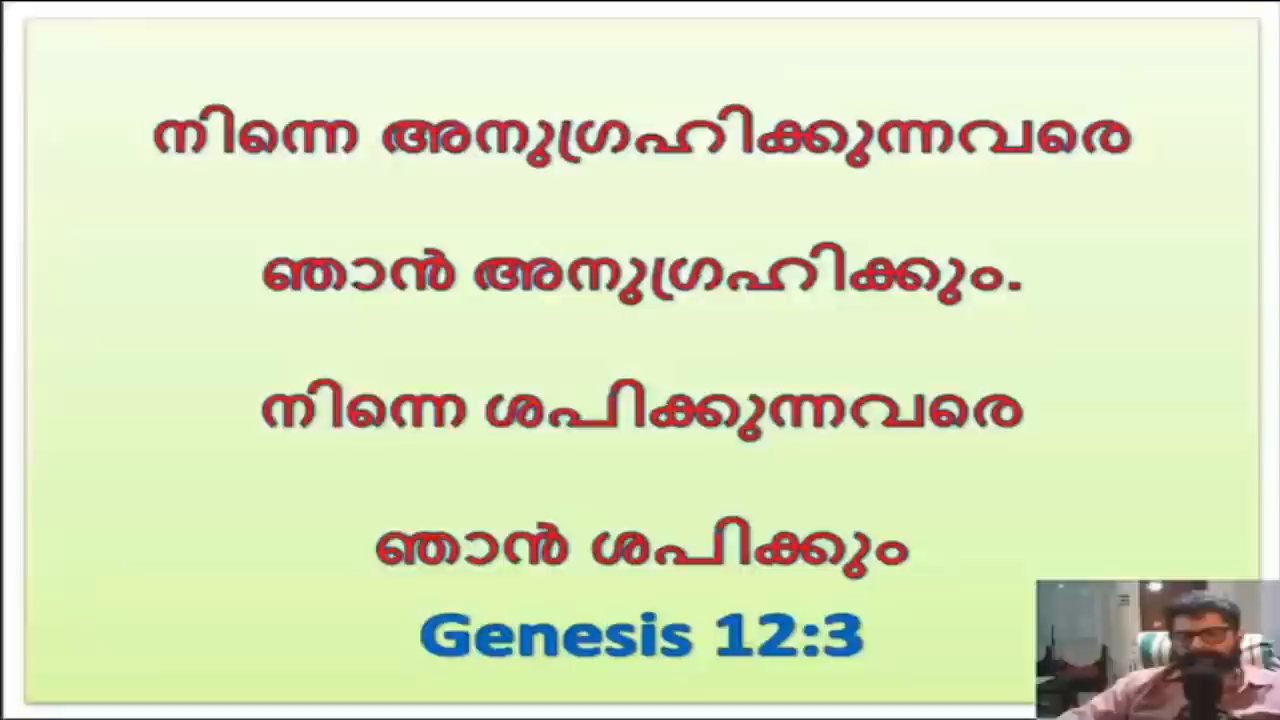 നിന്നെ അനുഗ്രഹിക്കുന്നവരെ
ഞാൻ അനുഗ്രഹിക്കും.
നിന്നെ ശപിക്കുന്നവരെ
ഞാൻ ശപിക്കും
Genesis 12:3